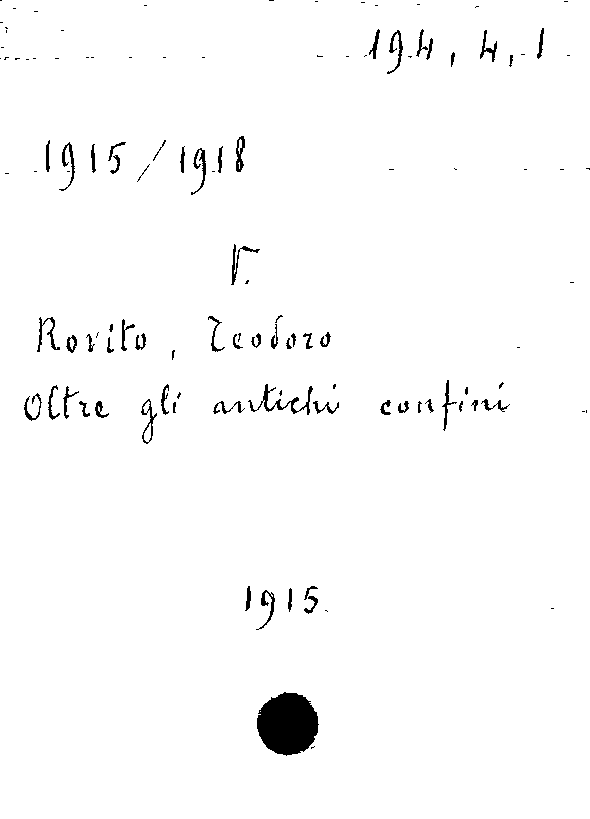 194, 4, 1
1915/1918
V.
Rovito, Teodoro
Oltre gli antichi confini
1915.